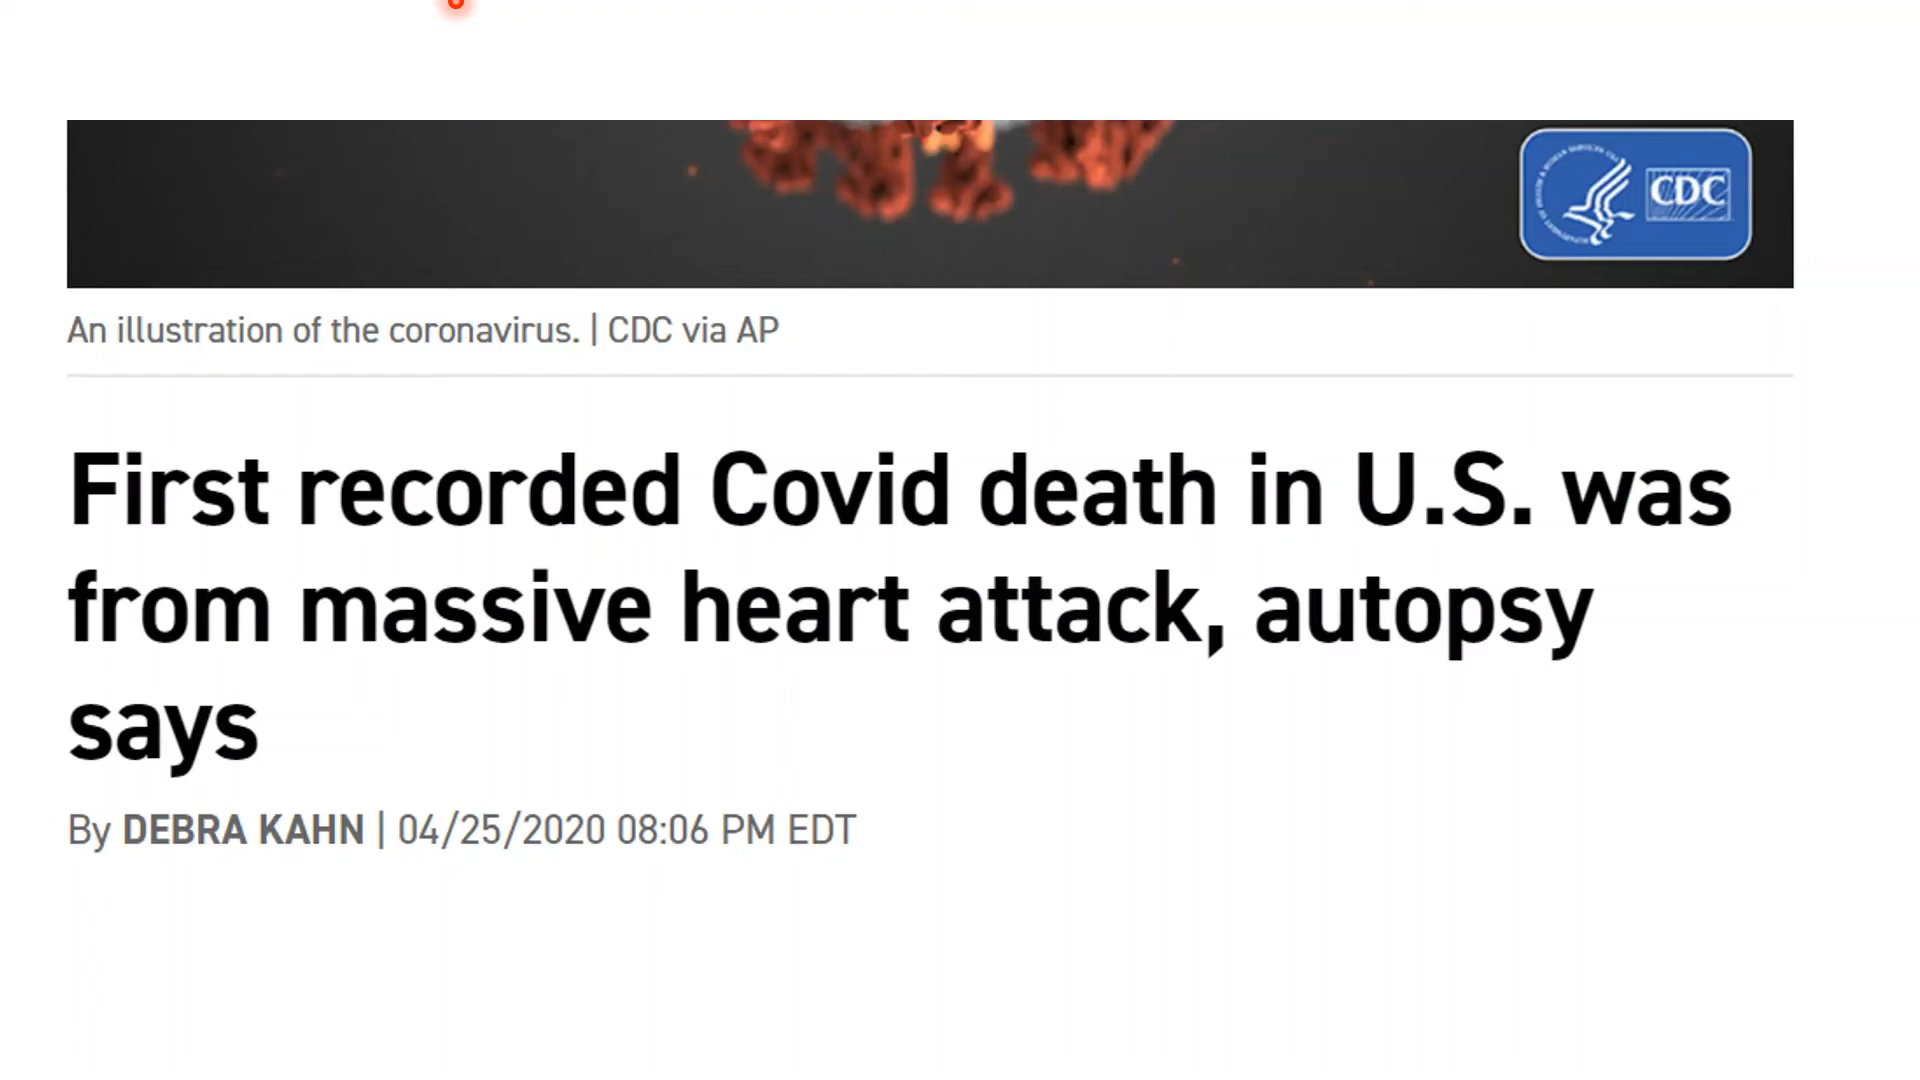 CDC
An illustration of the coronavirus. | CDC via AP
First recorded Covid death in U.S. was
from massive heart attack, autopsy
says
By DEBRA KAHN | 04/25/2020 08:06 PM EDT